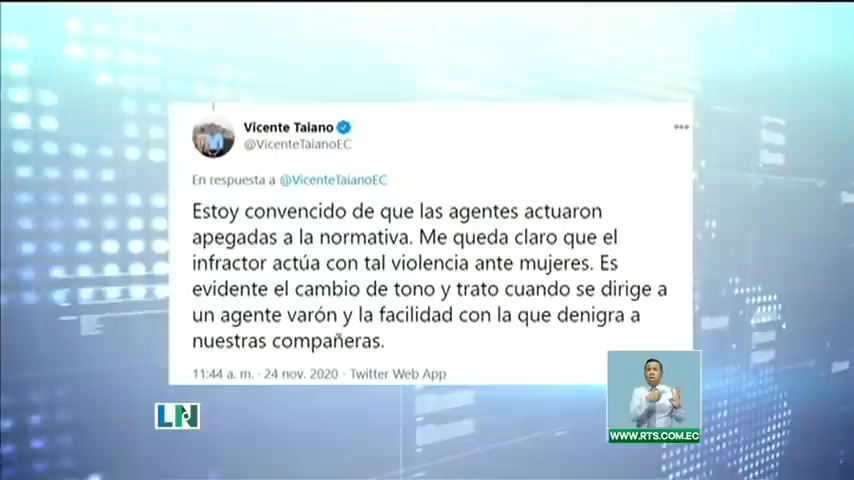 Vicente Taiano
@VicenteTaianoEC
En respuesta a @VicenteTaianoEC
Estoy convencido de que las agentes actuaron
apegadas a la normativa. Me queda claro que el
infractor actúa con tal violencia ante mujeres. Es
evidente el cambio de tono y trato cuando se dirige a
un agente varón y la facilidad con la que denigra a
nuestras compañeras.
11:44 a. m. · 24 nov. 2020 · Twitter Web App
LN
WWW.RTS.COM.EC